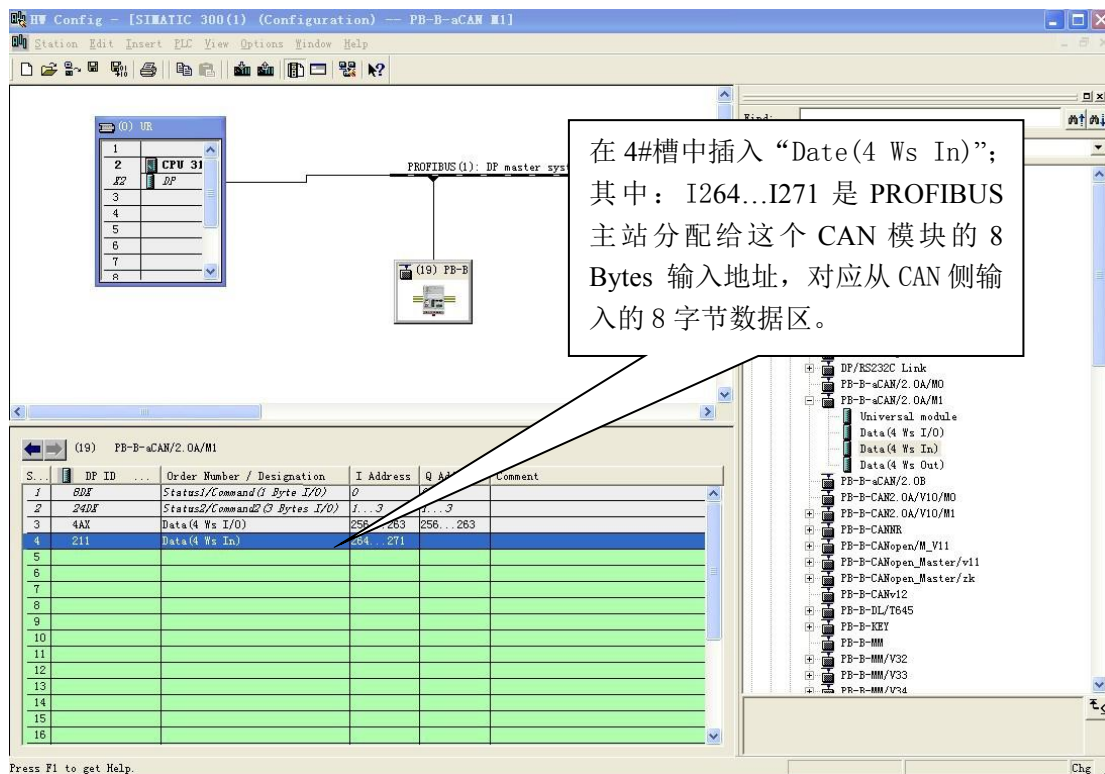 HW Config - [SIMATIC 300(1) (Configuration) -- PB-B-aCAN M1]
Station Edit Insert PLC View Options Window Help
(0) UR
1
2 CPU 31
X2 DP
3
4
5
6
7
8
PROFIBUS(1): DP master sys
(19) PB-B
在 4#槽中插入“Date(4 Ws In)”;
其中：I264…I271 是 PROFIBUS
主站分配给这个 CAN 模块的 8
Bytes 输入地址，对应从 CAN 侧输
入的 8 字节数据区。
DP/RS232C Link
PB-B-aCAN/2.0A/M0
PB-B-aCAN/2.0A/M1
Universal module
Data(4 Ws I/O)
Data(4 Ws In)
Data(4 Ws Out)
PB-B-aCAN/2.0B
PB-B-CAN2.0A/V10/M0
PB-B-CAN2.0A/V10/M1
PB-B-CANNR
PB-B-CANopen/M_V11
PB-B-CANopen_Master/v11
PB-B-CANopen_Master/zk
PB-B-CANv12
PB-B-DL/T645
PB-B-KEY
PB-B-MM
PB-B-MM/V32
PB-B-MM/V33
PB-B-MM/V34
(19) PB-B-aCAN/2.0A/M1
S... DP ID ... Order Number / Designation I Address Q Ad Comment
1 8DX Status1/Command(1 Byte I/O) 0
2 24DX Status2/Command2(3 Bytes I/O) 1...3 1...3
3 4AX Data(4 Ws I/O) 256...263 256...263
4 211 Data(4 Ws In) 264...271
5
6
7
8
9
10
11
12
13
14
15
16
Press F1 to get Help.
Chg